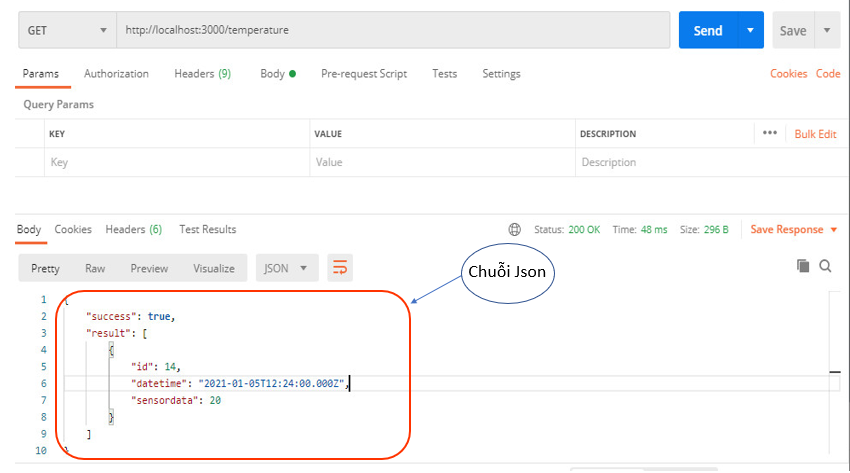 GET http://localhost:3000/temperature Send Save
Params Authorization Headers (9) Body Pre-request Script Tests Settings Cookies Code
Query Params
KEY VALUE DESCRIPTION ••• Bulk Edit
Key Value Description
Body Cookies Headers (6) Test Results Status: 200 OK Time: 48 ms Size: 296 B Save Response
Pretty Raw Preview Visualize JSON
Chuỗi Json
1 {
2 "success": true,
3 "result": [
4 {
5 "id": 14,
6 "datetime": "2021-01-05T12:24:00.000Z",
7 "sensordata": 20
8 }
9 ]
10 }